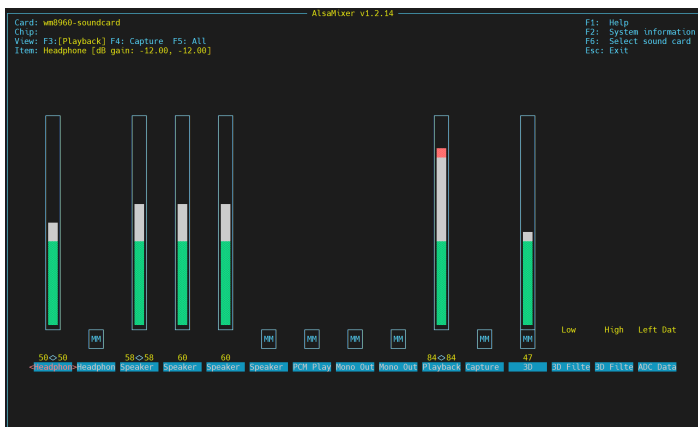 AlsaMixer v1.2.14
Card: wm8960-soundcard
F1: Help
Chip:
F2: System information
View: F3:[Playback] F4: Capture F5: All
F6: Select sound card
Item: Headphone [dB gain: -12.00, -12.00]
Esc: Exit
MM MM MM MM MM MM MM Low High Left Dat
50<>50 58<>58 60 60 84<>84 47
<Headphon>Headphon Speaker Speaker Speaker Speaker PCM Play Mono Out Mono Out Playback Capture 3D 3D Filte 3D Filte ADC Data